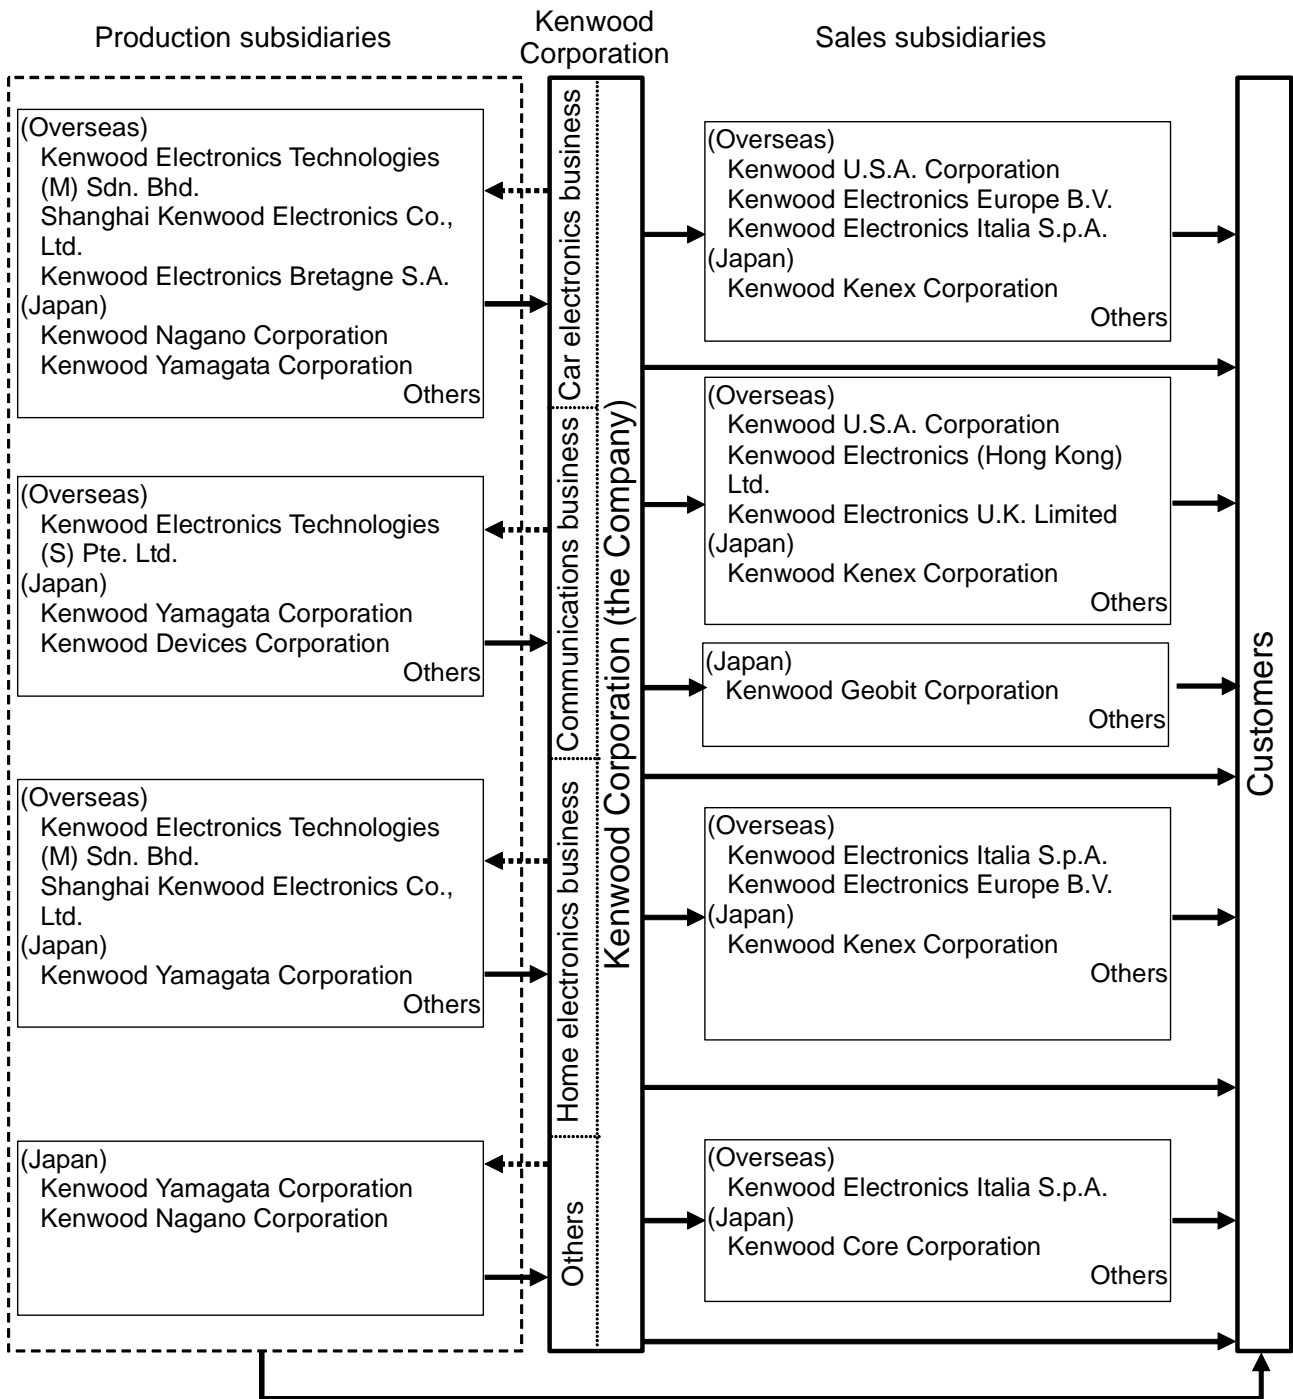 Production subsidiaries
Kenwood
Corporation
Sales subsidiaries
(Overseas)
Kenwood Electronics Technologies
(M) Sdn. Bhd.
Shanghai Kenwood Electronics Co.,
Ltd.
Kenwood Electronics Bretagne S.A.
(Japan)
Kenwood Nagano Corporation
Kenwood Yamagata Corporation
Others
(Overseas)
Kenwood Electronics Technologies
(S) Pte. Ltd.
(Japan)
Kenwood Yamagata Corporation
Kenwood Devices Corporation
Others
(Overseas)
Kenwood Electronics Technologies
(M) Sdn. Bhd.
Shanghai Kenwood Electronics Co.,
Ltd.
(Japan)
Kenwood Yamagata Corporation
Others
(Japan)
Kenwood Yamagata Corporation
Kenwood Nagano Corporation
Car electronics business
Communications business
Home electronics business
Others
Kenwood Corporation (the Company)
(Overseas)
Kenwood U.S.A. Corporation
Kenwood Electronics Europe B.V.
Kenwood Electronics Italia S.p.A.
(Japan)
Kenwood Kenex Corporation
Others
(Overseas)
Kenwood U.S.A. Corporation
Kenwood Electronics (Hong Kong)
Ltd.
Kenwood Electronics U.K. Limited
(Japan)
Kenwood Kenex Corporation
Others
(Japan)
Kenwood Geobit Corporation
Others
(Overseas)
Kenwood Electronics Italia S.p.A.
Kenwood Electronics Europe B.V.
(Japan)
Kenwood Kenex Corporation
Others
(Overseas)
Kenwood Electronics Italia S.p.A.
(Japan)
Kenwood Core Corporation
Others
Customers